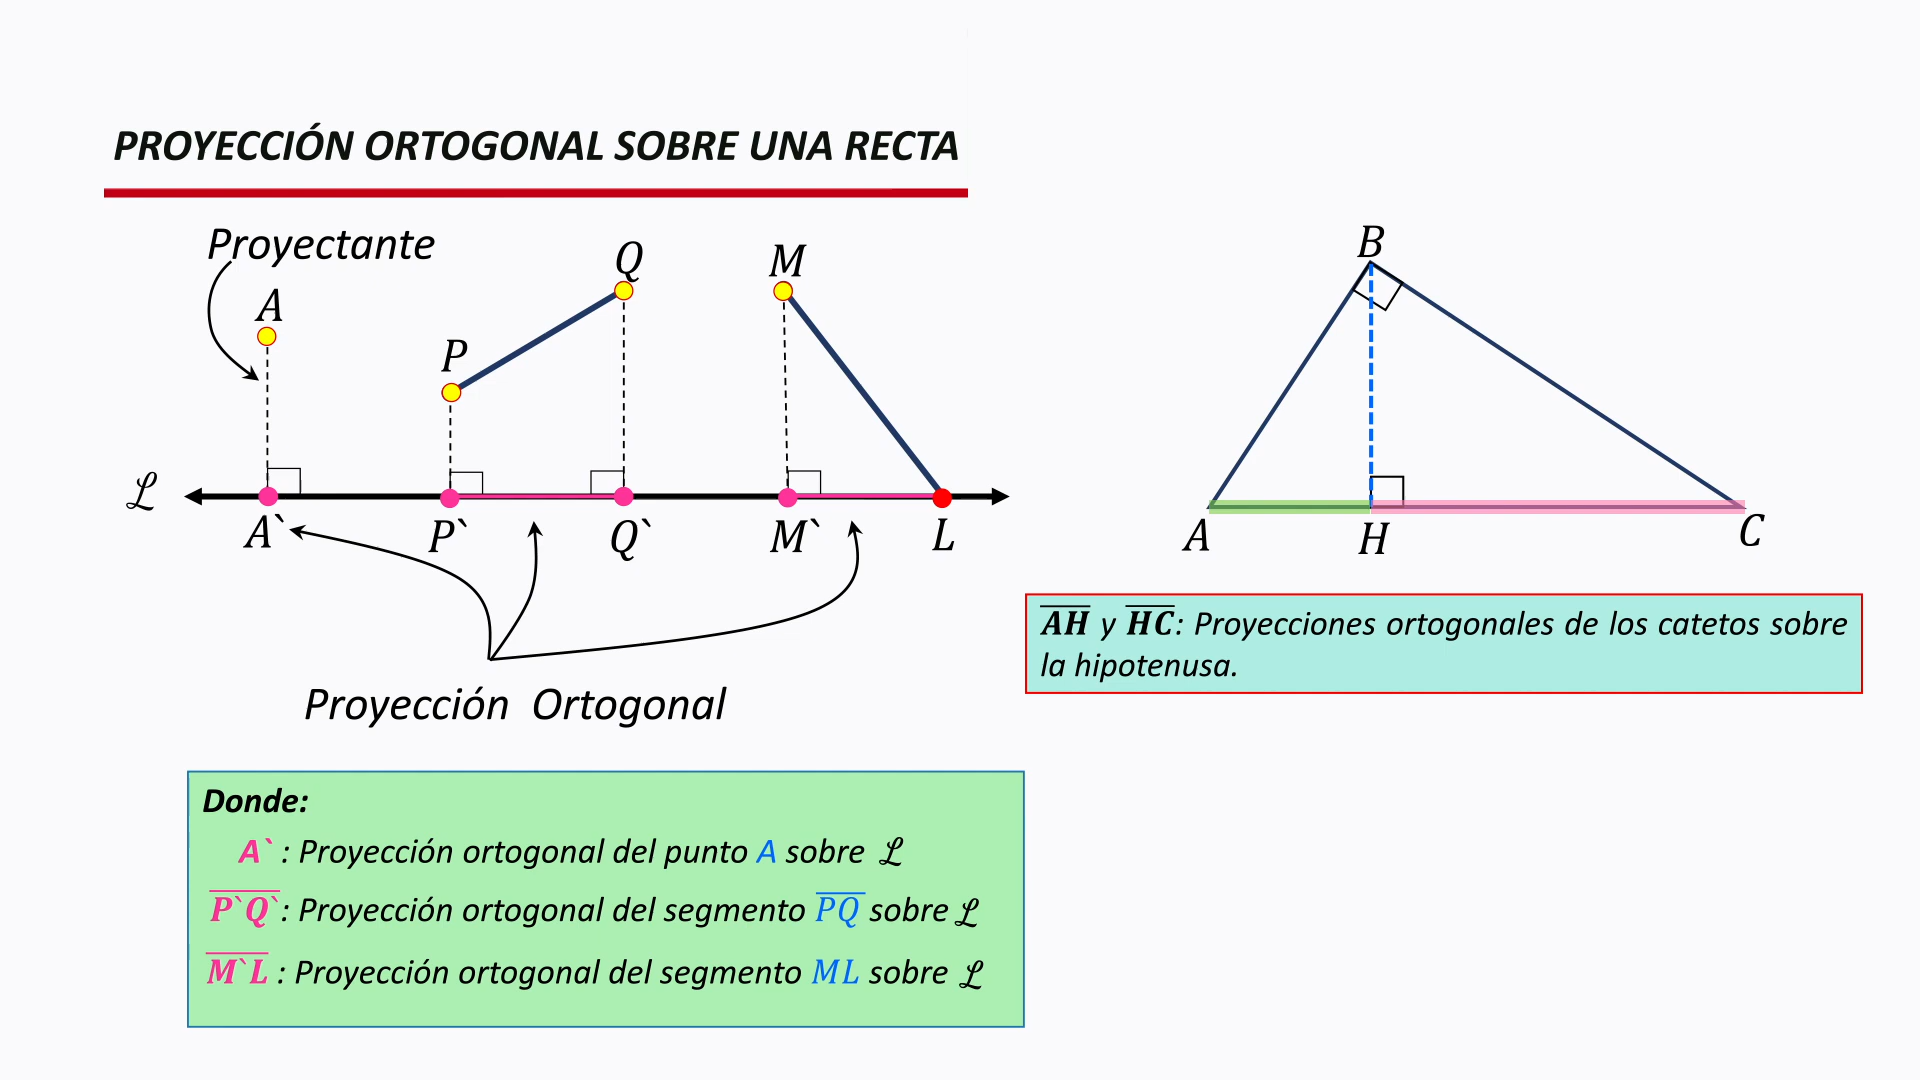 PROYECCIÓN ORTOGONAL SOBRE UNA RECTA
Proyectante
A
P
Q
M
ℒ
A`
P`
Q`
M`
L
Proyección Ortogonal
Donde:
A` : Proyección ortogonal del punto A sobre ℒ
P`Q`: Proyección ortogonal del segmento PQ sobre ℒ
M`L : Proyección ortogonal del segmento ML sobre ℒ
B
A
H
C
AH y HC: Proyecciones ortogonales de los catetos sobre
la hipotenusa.